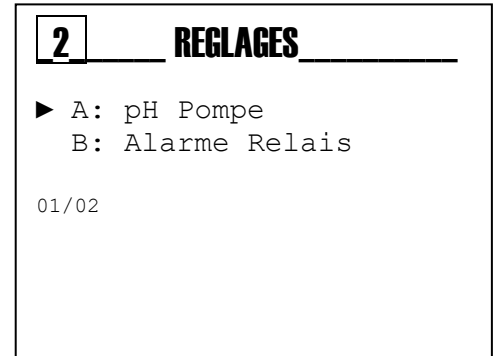 2 REGLAGES
► A: pH Pompe
B: Alarme Relais
01/02